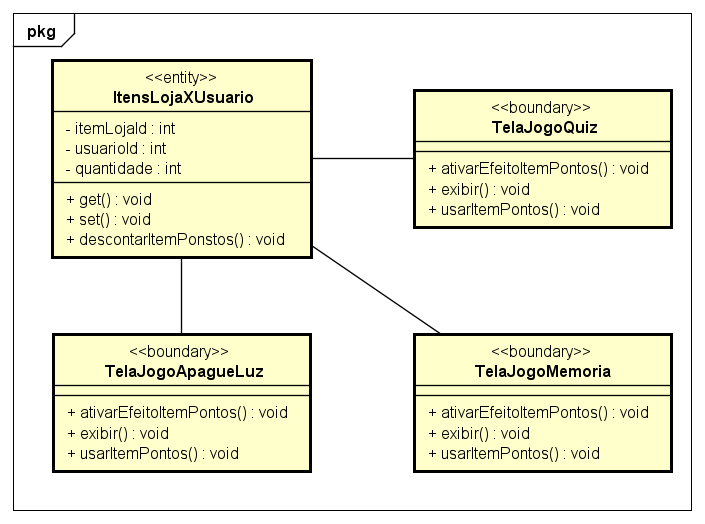 pkg
<<entity>>
ItensLojaXUsuario
- itemLojaId : int
- usuarioId : int
- quantidade : int
+ get() : void
+ set() : void
+ descontarItemPonstos() : void
<<boundary>>
TelaJogoQuiz
+ ativarEfeitoItemPontos() : void
+ exibir() : void
+ usarItemPontos() : void
<<boundary>>
TelaJogoApagueLuz
+ ativarEfeitoItemPontos() : void
+ exibir() : void
+ usarItemPontos() : void
<<boundary>>
TelaJogoMemoria
+ ativarEfeitoItemPontos() : void
+ exibir() : void
+ usarItemPontos() : void